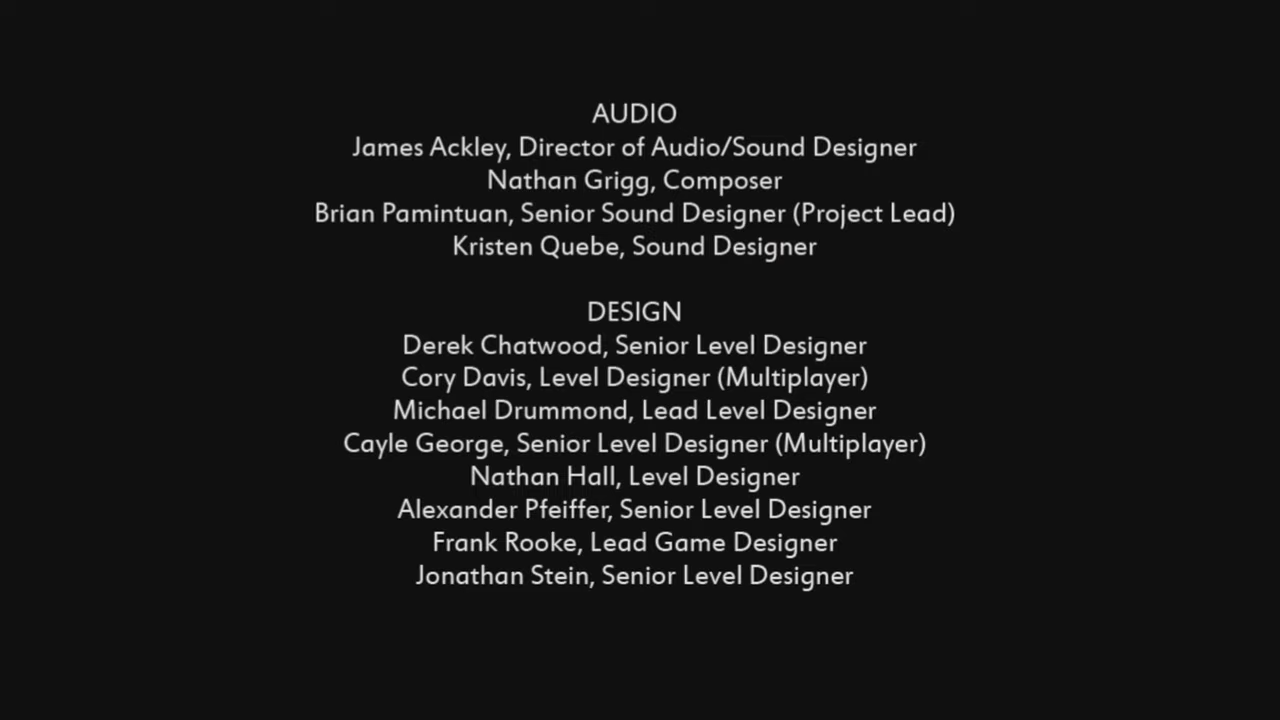 AUDIO
James Ackley, Director of Audio/Sound Designer
Nathan Grigg, Composer
Brian Pamintuan, Senior Sound Designer (Project Lead)
Kristen Quebe, Sound Designer
DESIGN
Derek Chatwood, Senior Level Designer
Cory Davis, Level Designer (Multiplayer)
Michael Drummond, Lead Level Designer
Cayle George, Senior Level Designer (Multiplayer)
Nathan Hall, Level Designer
Alexander Pfeiffer, Senior Level Designer
Frank Rooke, Lead Game Designer
Jonathan Stein, Senior Level Designer